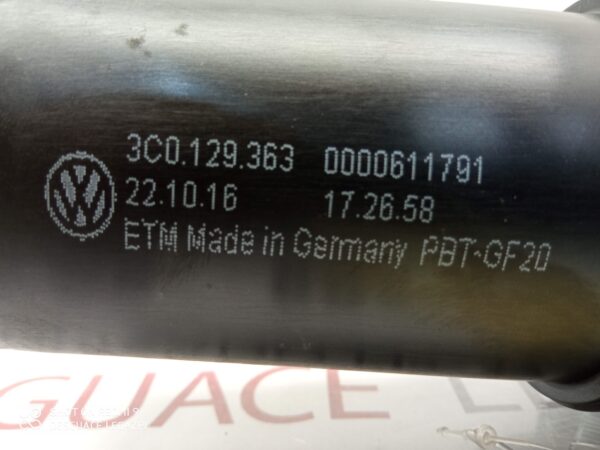 3C0.129.363 0000611791
22.10.16 17.26.58
ETM Made in Germany PBT-GF20
GUACE